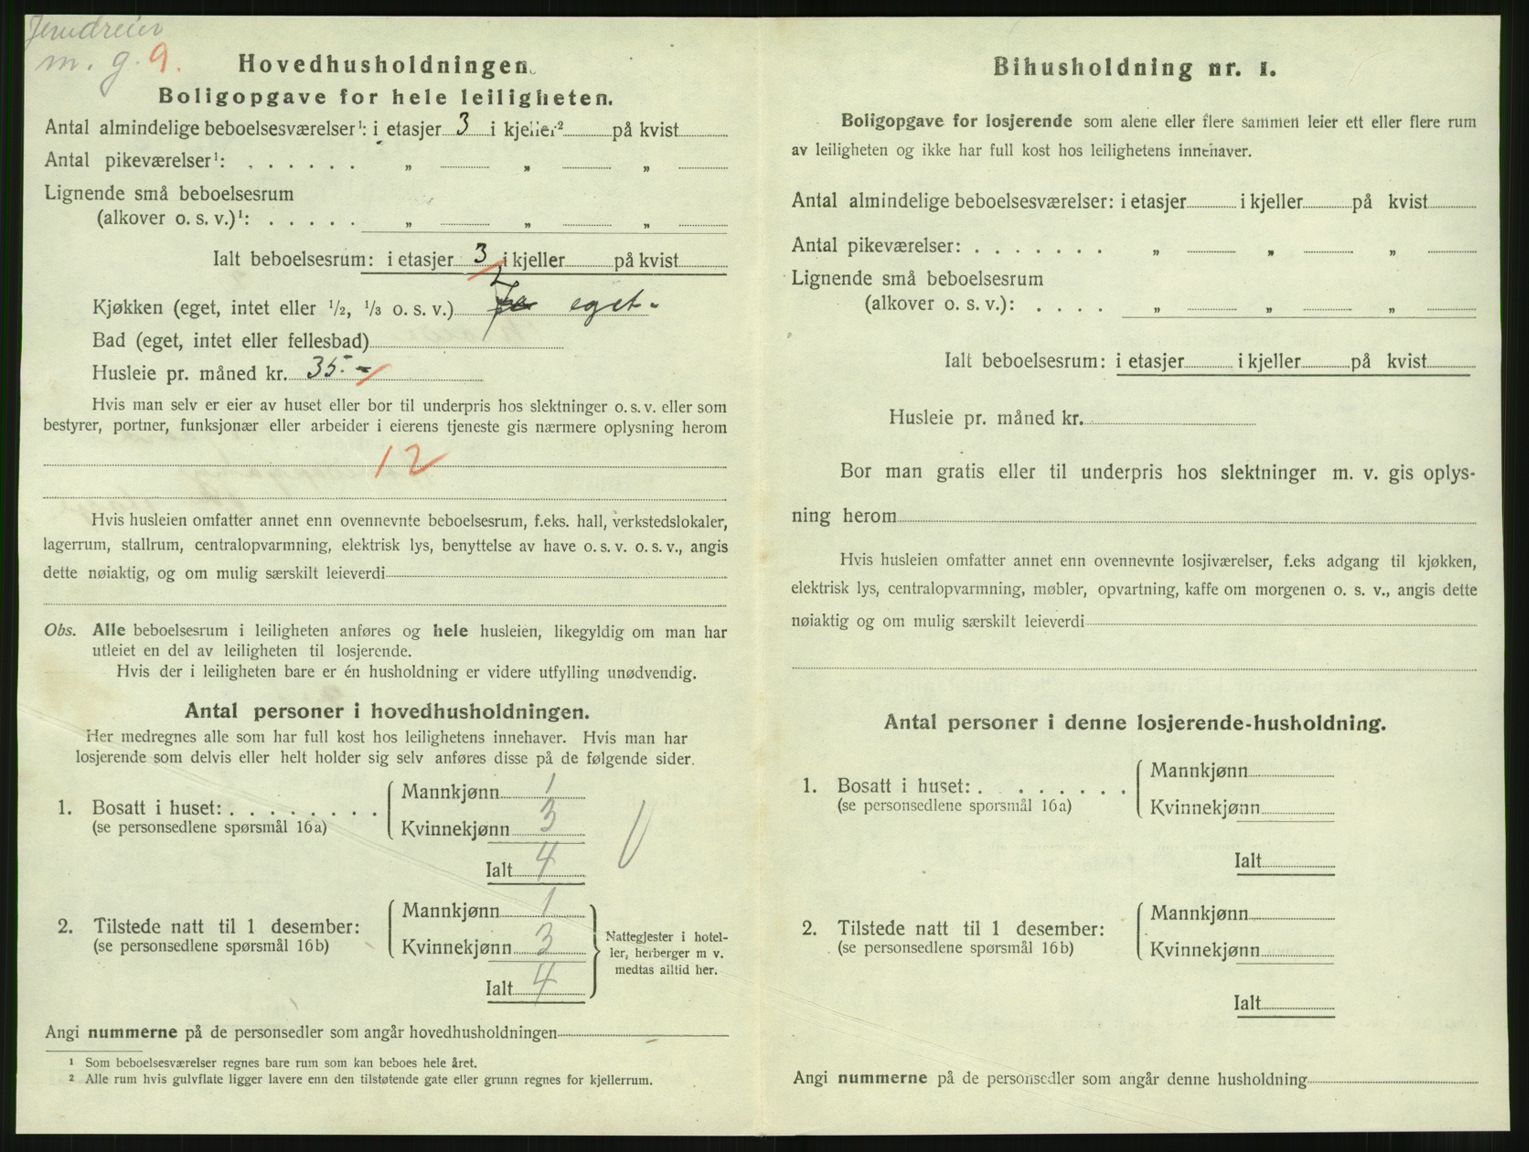 m. g. 9.
Hovedhusholdningen.
Boligopgave for hele leiligheten.
Antal almindelige beboelsesværelser¹: i etasjer 3 i kjeller² på kvist
Antal pikeværelser¹: . . . . . . „ „ „
Lignende små beboelsesrum
(alkover o. s. v.)¹: . . . . . „ „ „
Ialt beboelsesrum: i etasjer 3 i kjeller på kvist
2
Kjøkken (eget, intet eller ½, ⅓ o. s. v.) Ja eget -
Bad (eget, intet eller fellesbad)
Husleie pr. måned kr. 35.-
Hvis man selv er eier av huset eller bor til underpris hos slektninger o. s. v. eller som
bestyrer, portner, funksjonær eller arbeider i eierens tjeneste gis nærmere oplysning herom
12
Hvis husleien omfatter annet enn ovennevnte beboelsesrum, f.eks. hall, verkstedslokaler,
lagerrum, stallrum, centralopvarmning, elektrisk lys, benyttelse av have o. s. v. o. s. v., angis
dette nøiaktig, og om mulig særskilt leieverdi
Obs. Alle beboelsesrum i leiligheten anføres og hele husleien, likegyldig om man har
utleiet en del av leiligheten til losjerende.
Hvis der i leiligheten bare er én husholdning er videre utfylling unødvendig.
Antal personer i hovedhusholdningen.
Her medregnes alle som har full kost hos leilighetens innehaver. Hvis man har
losjerende som delvis eller helt holder sig selv anføres disse på de følgende sider.
Mannkjønn 1
1. Bosatt i huset: . . . . . . . .
(se personsedlene spørsmål 16a)
Kvinnekjønn 3
Ialt 4
Mannkjønn 1
2. Tilstede natt til 1 desember:
(se personsedlene spørsmål 16b)
Kvinnekjønn 3
Ialt 4
Nattegjester i hotel-
ler, herberger m v.
medtas alltid her.
Angi nummerne på de personsedler som angår hovedhusholdningen
¹ Som beboelsesværelser regnes bare rum som kan beboes hele året.
² Alle rum hvis gulvflate ligger lavere enn den tilstøtende gate eller grunn regnes for kjellerrum.
Bihusholdning nr. 1.
Boligopgave for losjerende som alene eller flere sammen leier ett eller flere rum
av leiligheten og ikke har full kost hos leilighetens innehaver.
Antal almindelige beboelsesværelser: i etasjer i kjeller på kvist
Antal pikeværelser: . . . . . . . „ „ „
Lignende små beboelsesrum
(alkover o. s. v.): . . . . „ „ „
Ialt beboelsesrum: i etasjer i kjeller på kvist
Husleie pr. måned kr.
Bor man gratis eller til underpris hos slektninger m. v. gis oplys-
ning herom
Hvis husleien omfatter annet enn ovennevnte losjiværelser, f.eks adgang til kjøkken,
elektrisk lys, centralopvarmning, møbler, opvartning, kaffe om morgenen o. s. v., angis dette
nøiaktig og om mulig særskilt leieverdi
Antal personer i denne losjerende-husholdning.
Mannkjønn
1. Bosatt i huset: . . . . . . .
(se personsedlene spørsmål 16a)
Kvinnekjønn
Ialt
Mannkjønn
2. Tilstede natt til 1 desember:
(se personsedlene spørsmål 16b)
Kvinnekjønn
Ialt
Angi nummerne på de personsedler som angår denne husholdning